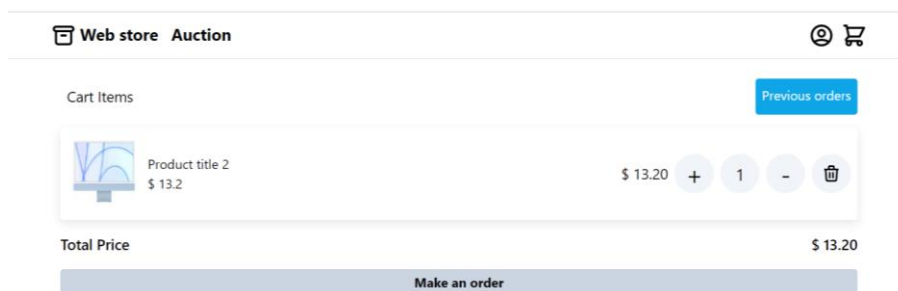 Web store Auction
Cart Items
Previous orders
Product title 2
$ 13.2
$ 13.20 + 1 -
Total Price
$ 13.20
Make an order